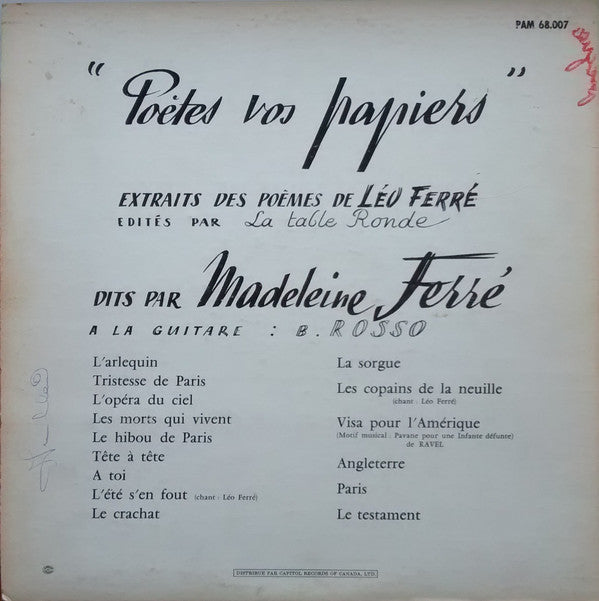 PAM 68.007
" Poètes vos papiers "
EXTRAITS DES POÈMES DE LÉO FERRÉ
EDITÉS PAR La table Ronde
DITS PAR Madeleine Ferré
A LA GUITARE : B. ROSSO
L'arlequin
Tristesse de Paris
L'opéra du ciel
Les morts qui vivent
Le hibou de Paris
Tête à tête
A toi
L'été s'en fout (chant : Léo Ferré)
Le crachat
La sorgue
Les copains de la neuille
(chant : Léo Ferré)
Visa pour l'Amérique
(Motif musical : Pavane pour une Infante défunte)
de RAVEL
Angleterre
Paris
Le testament
DISTRIBUÉ PAR CAPITOL RECORDS OF CANADA, LTD.